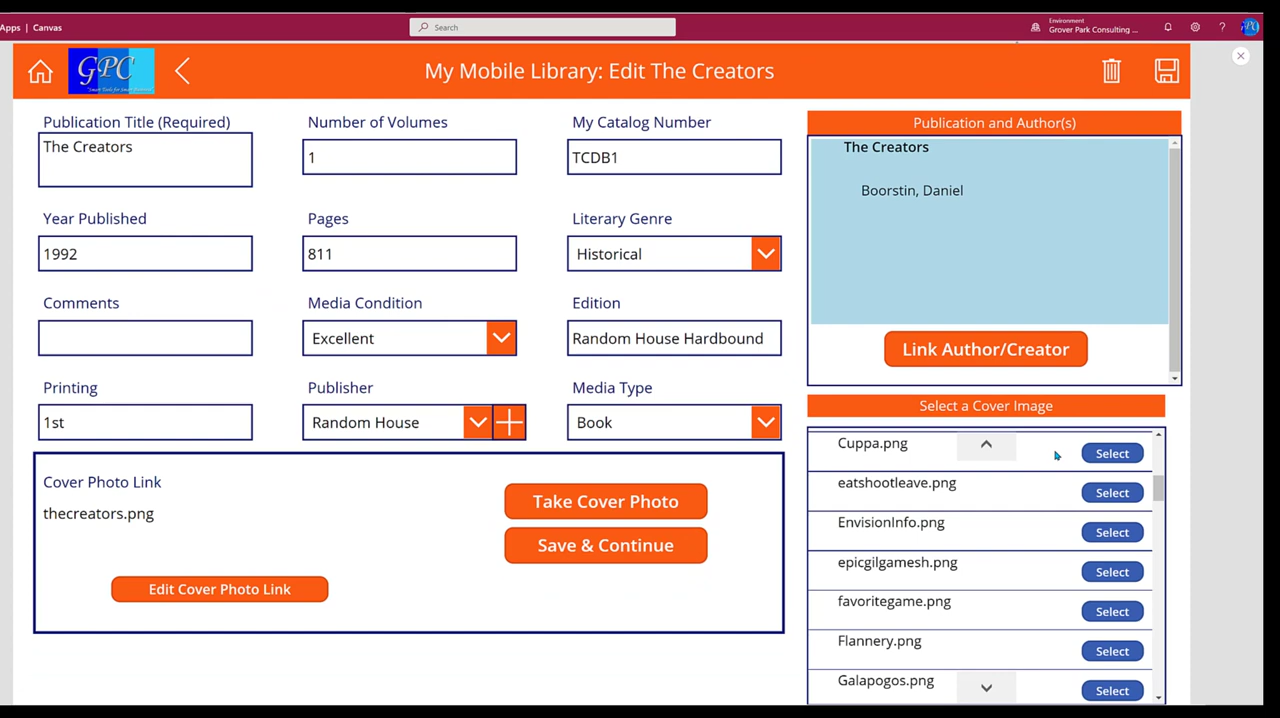 Apps | Canvas
Search
Environment
Grover Park Consulting ...
GPC
My Mobile Library: Edit The Creators
Publication Title (Required)
The Creators
Number of Volumes
1
My Catalog Number
TCDB1
Year Published
1992
Pages
811
Literary Genre
Historical
Comments
Media Condition
Excellent
Edition
Random House Hardbound
Printing
1st
Publisher
Random House
Media Type
Book
Cover Photo Link
thecreators.png
Take Cover Photo
Save & Continue
Edit Cover Photo Link
Publication and Author(s)
The Creators
Boorstin, Daniel
Link Author/Creator
Select a Cover Image
Cuppa.png Select
eatshootleave.png Select
EnvisionInfo.png Select
epicgilgamesh.png Select
favoritegame.png Select
Flannery.png Select
Galapogos.png Select